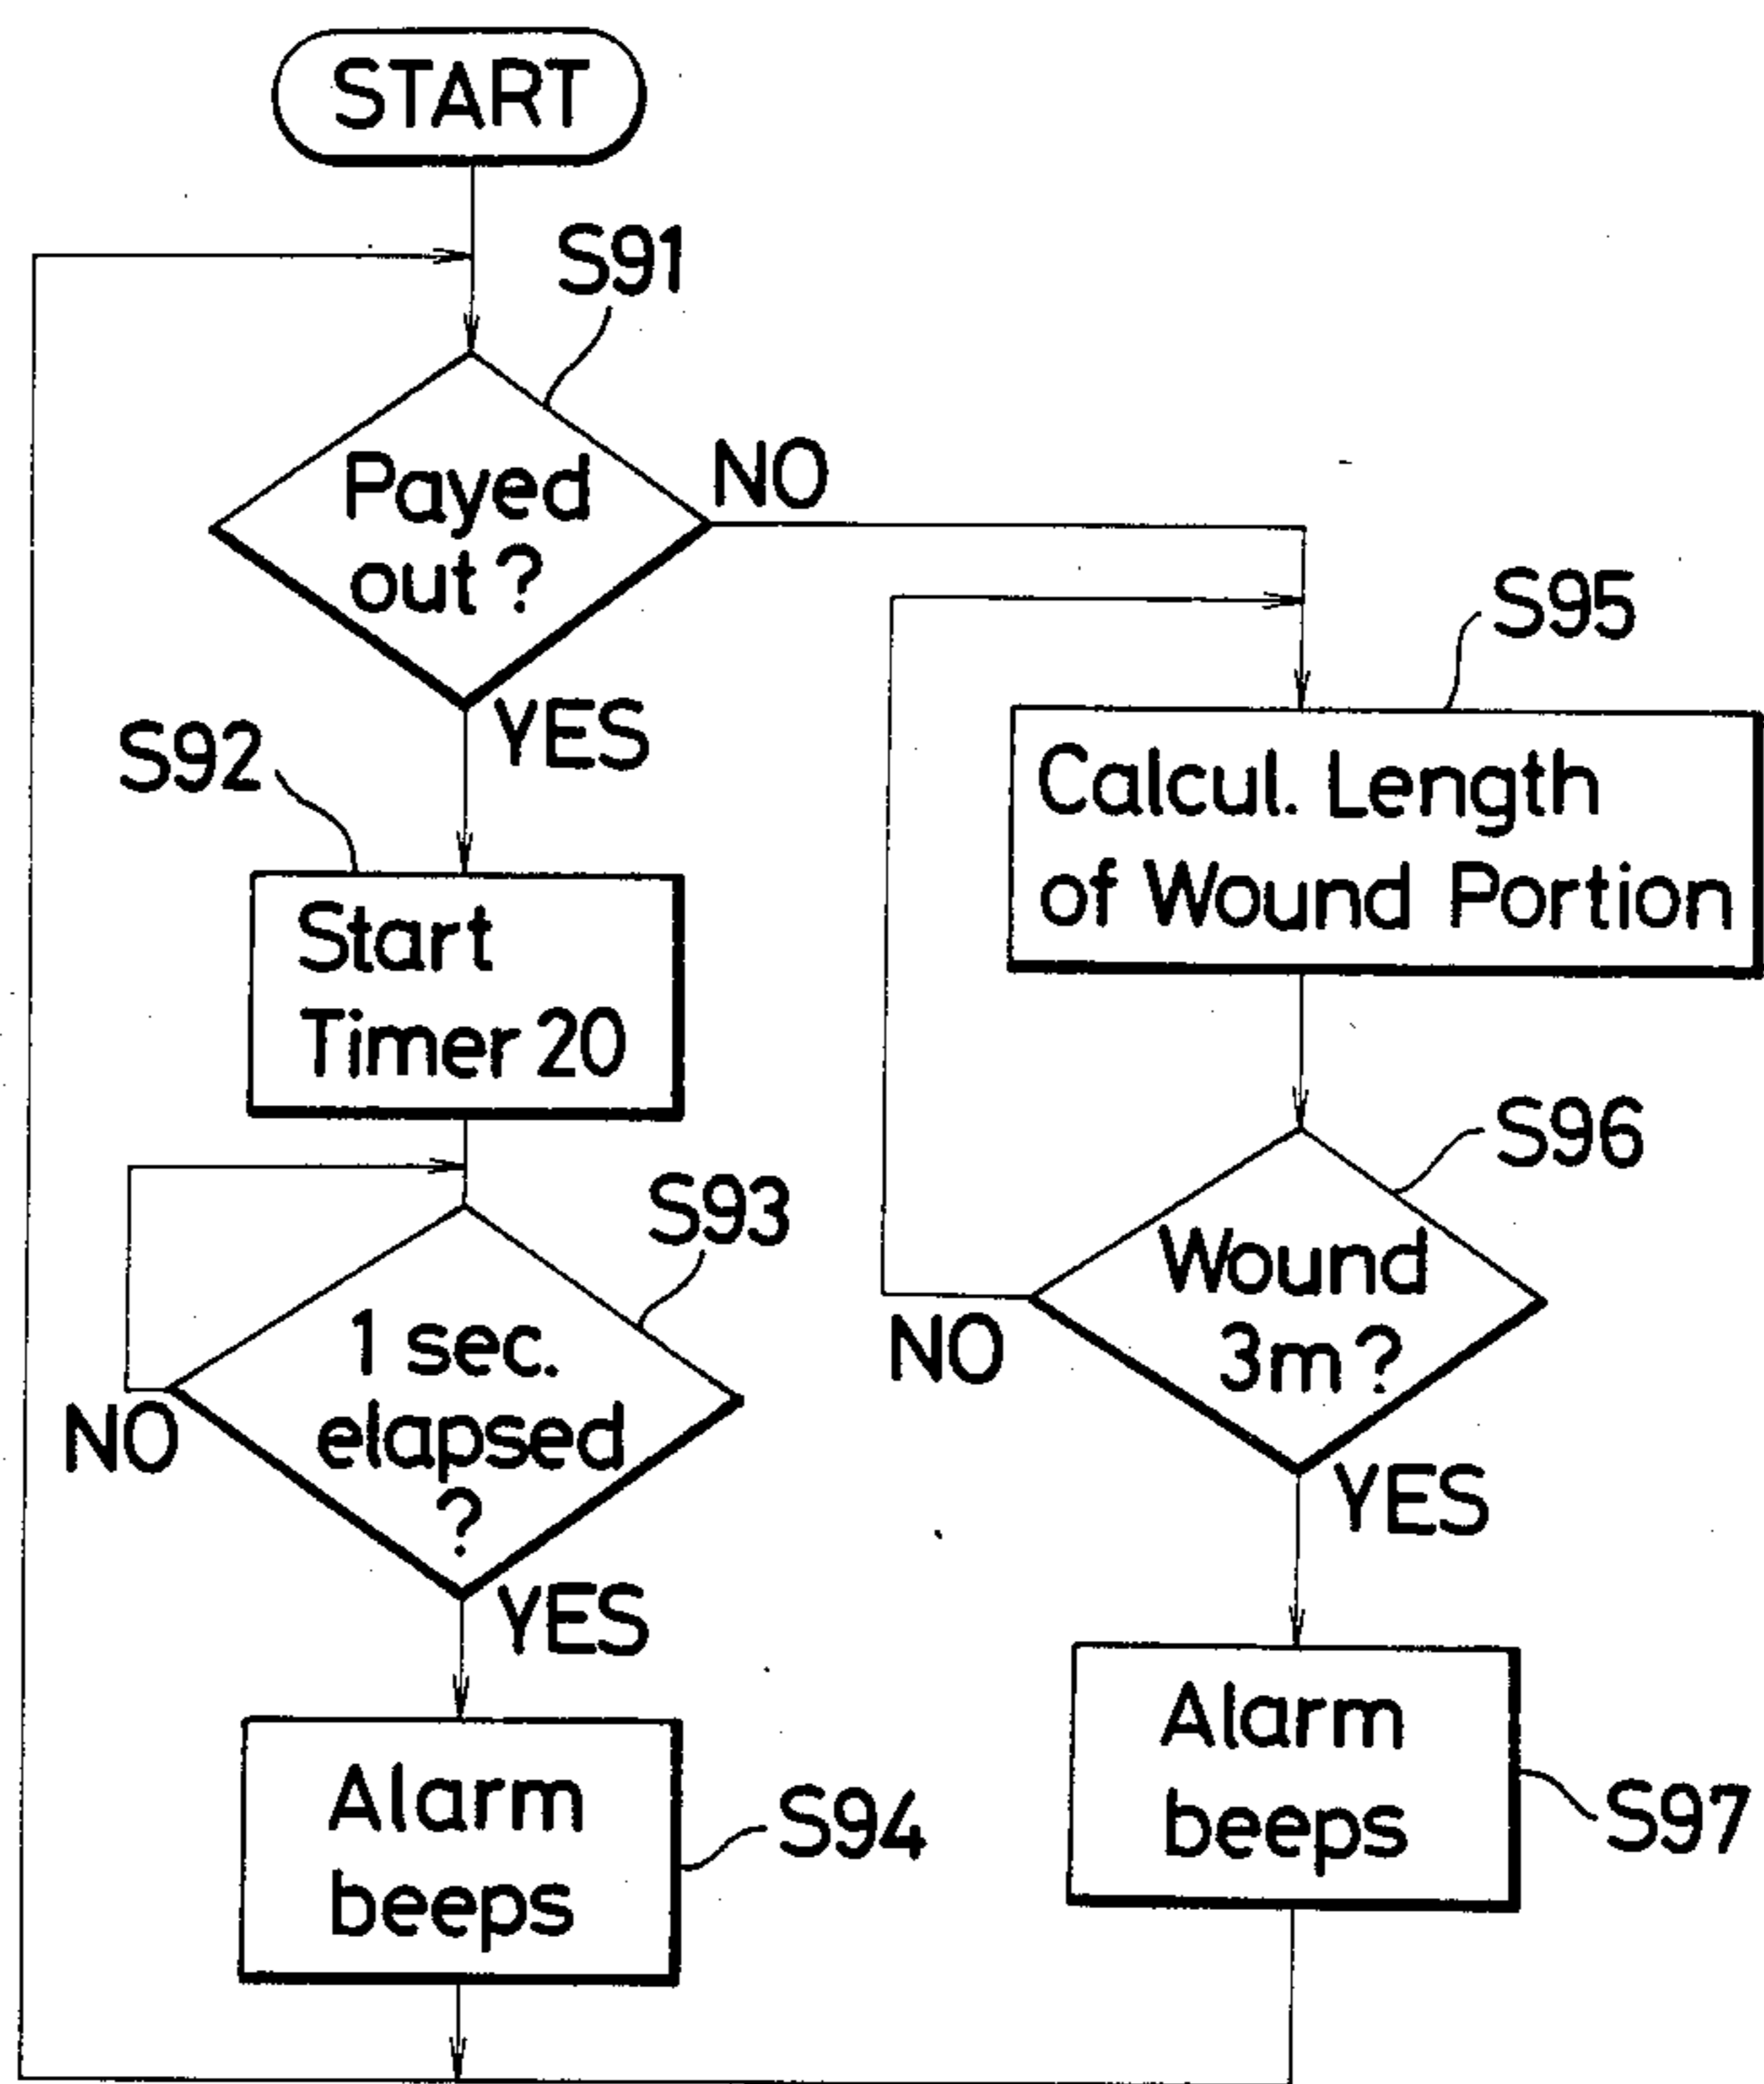 START
S91
Payed
out ?
NO
YES
S92
Start
Timer 20
S93
1 sec.
elapsed
?
NO
YES
Alarm
beeps
S94
S95
Calcul. Length
of Wound Portion
S96
Wound
3m ?
NO
YES
Alarm
beeps
S97